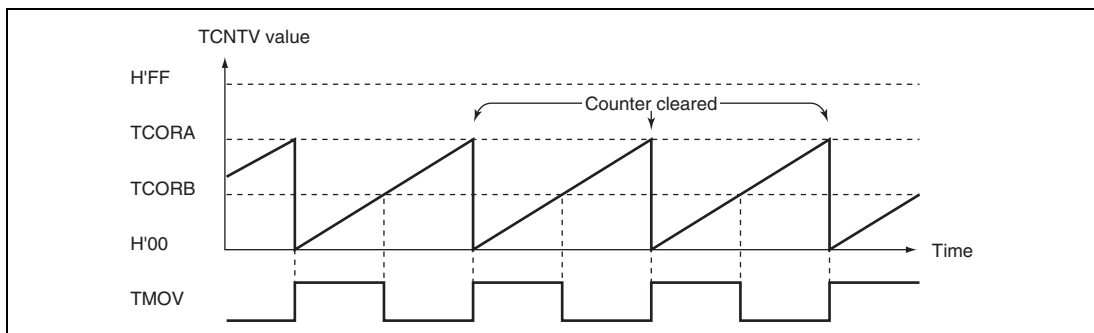 TCNTV value
H'FF
Counter cleared
TCORA
TCORB
H'00
Time
TMOV